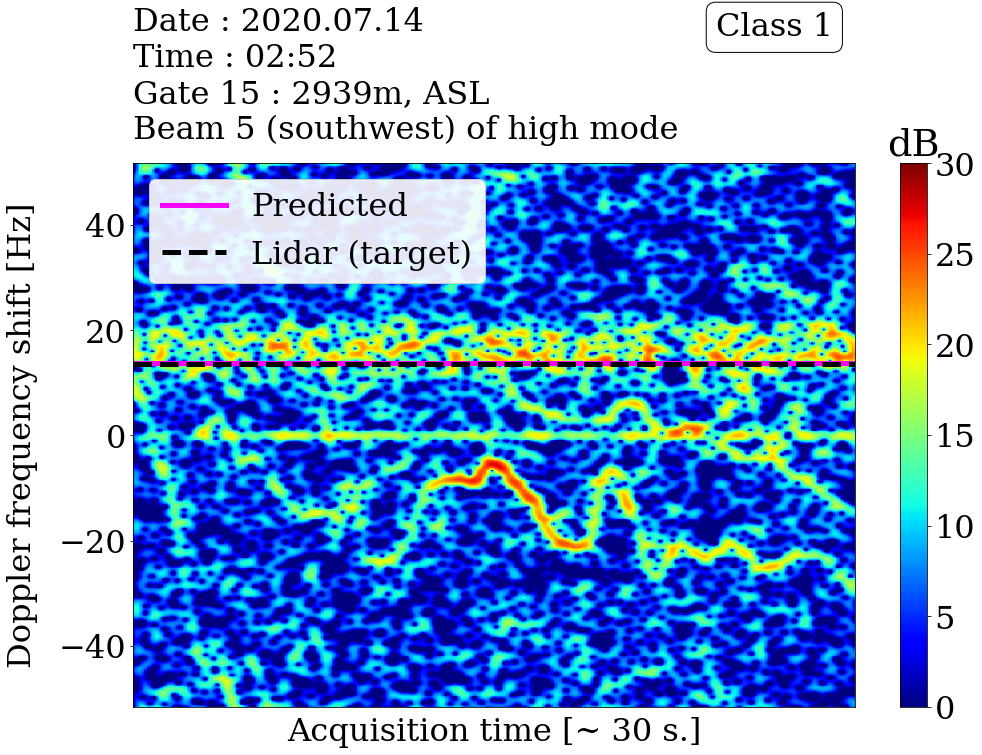 Date : 2020.07.14
Time : 02:52
Gate 15 : 2939m, ASL
Beam 5 (southwest) of high mode
Class 1
dB
Predicted
Lidar (target)
Doppler frequency shift [Hz]
40
20
0
−20
−40
30
25
20
15
10
5
0
Acquisition time [~ 30 s.]